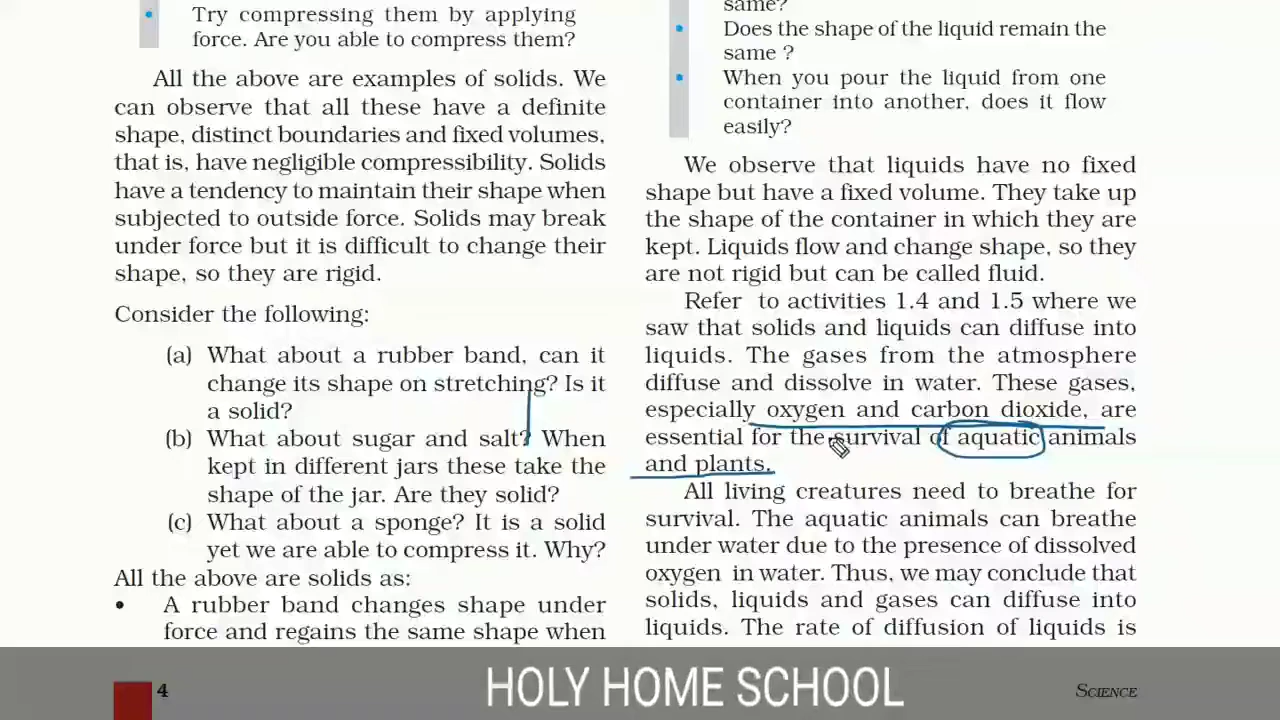 Try compressing them by applying
force. Are you able to compress them?
All the above are examples of solids. We
can observe that all these have a definite
shape, distinct boundaries and fixed volumes,
that is, have negligible compressibility. Solids
have a tendency to maintain their shape when
subjected to outside force. Solids may break
under force but it is difficult to change their
shape, so they are rigid.
Consider the following:
(a) What about a rubber band, can it
change its shape on stretching? Is it
a solid?
(b) What about sugar and salt? When
kept in different jars these take the
shape of the jar. Are they solid?
(c) What about a sponge? It is a solid
yet we are able to compress it. Why?
All the above are solids as:
• A rubber band changes shape under
force and regains the same shape when
same?
• Does the shape of the liquid remain the
same ?
• When you pour the liquid from one
container into another, does it flow
easily?
We observe that liquids have no fixed
shape but have a fixed volume. They take up
the shape of the container in which they are
kept. Liquids flow and change shape, so they
are not rigid but can be called fluid.
Refer to activities 1.4 and 1.5 where we
saw that solids and liquids can diffuse into
liquids. The gases from the atmosphere
diffuse and dissolve in water. These gases,
especially oxygen and carbon dioxide, are
essential for the survival of aquatic animals
and plants.
All living creatures need to breathe for
survival. The aquatic animals can breathe
under water due to the presence of dissolved
oxygen in water. Thus, we may conclude that
solids, liquids and gases can diffuse into
liquids. The rate of diffusion of liquids is
4
HOLY HOME SCHOOL
SCIENCE